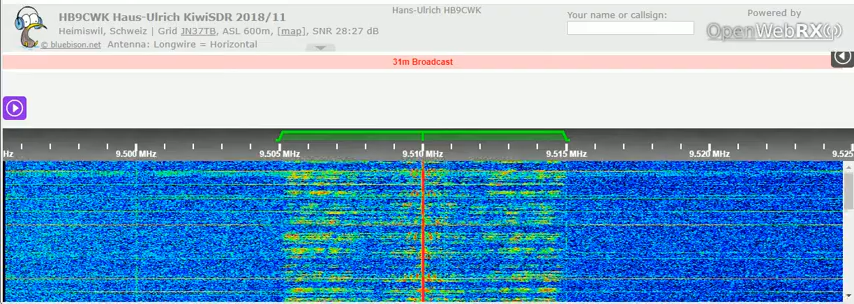 HB9CWK Haus-Ulrich KiwiSDR 2018/11
Heimiswil, Schweiz | Grid JN37TB, ASL 600m, [map], SNR 28:27 dB
© bluebison.net Antenna: Longwire = Horizontal
Hans-Ulrich HB9CWK
Your name or callsign:
Powered by
OpenWebRX
31m Broadcast
Hz 9.500 MHz 9.505 MHz 9.510 MHz 9.515 MHz 9.520 MHz 9.525